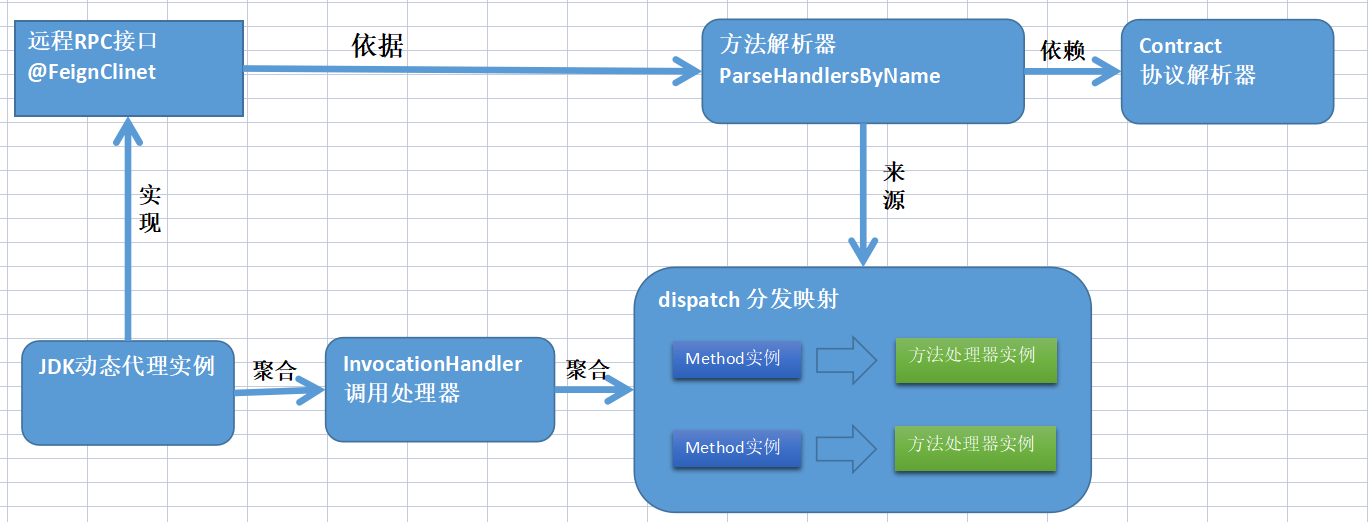 远程RPC接口
@FeignClinet
依据
方法解析器
ParseHandlersByName
依赖
Contract
协议解析器
实
现
来
源
JDK动态代理实例
聚合
InvocationHandler
调用处理器
聚合
dispatch 分发映射
Method实例
方法处理器实例
Method实例
方法处理器实例